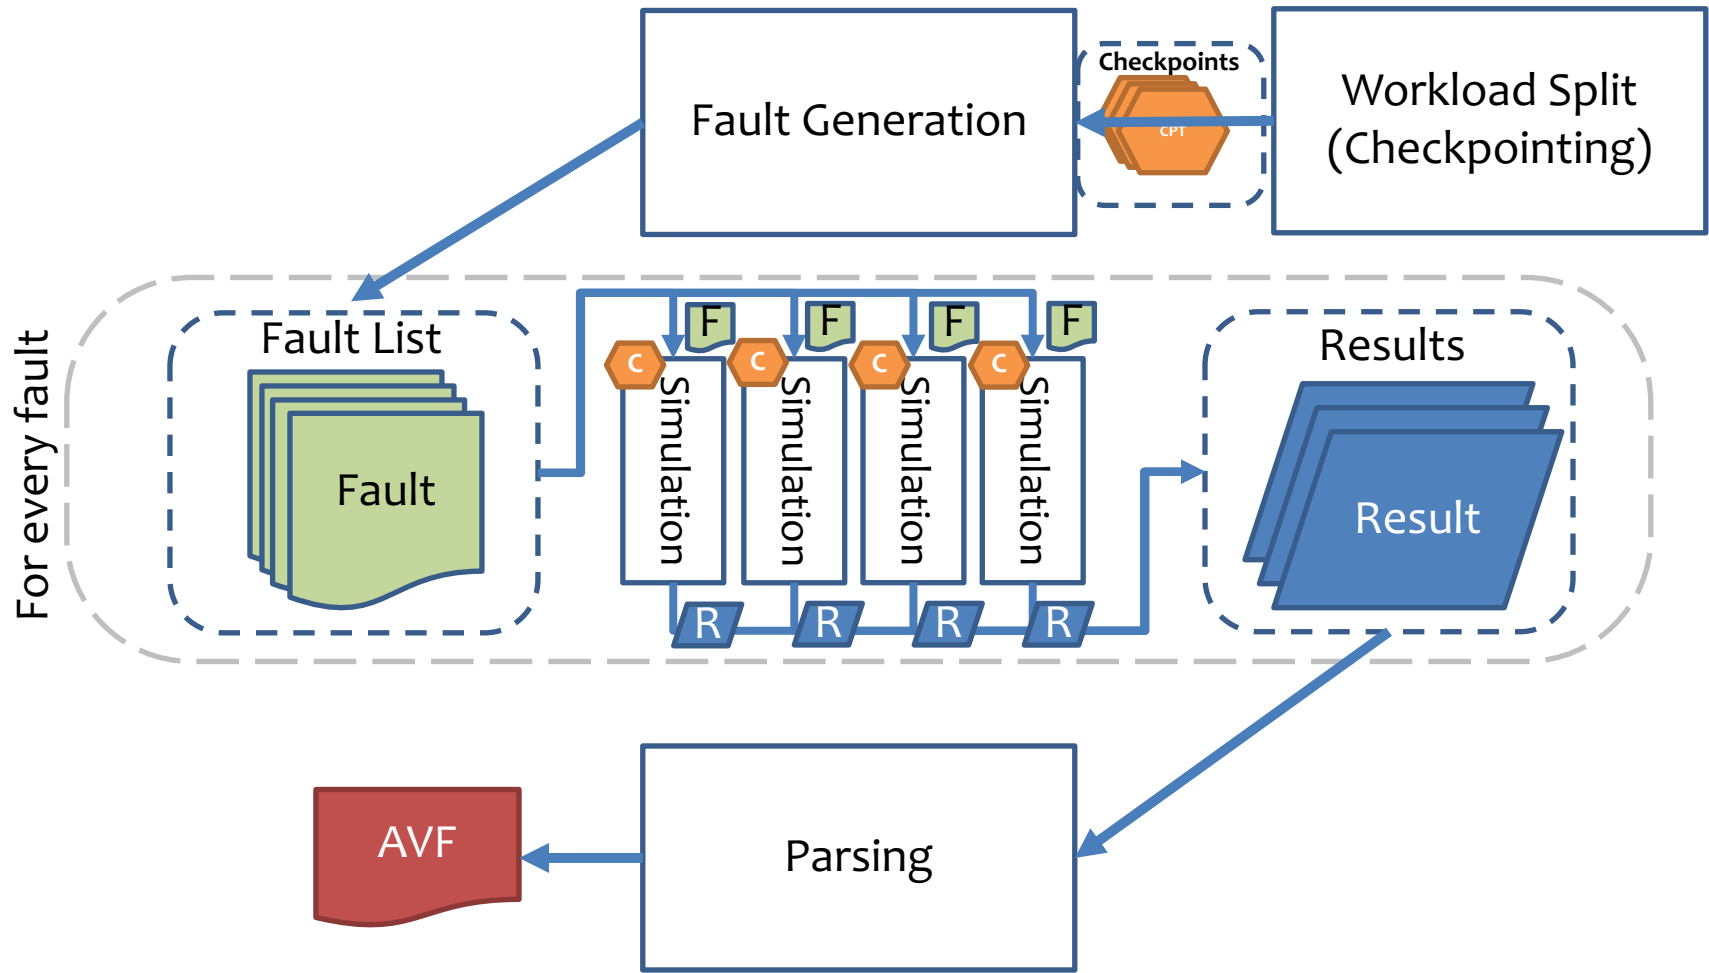 Fault Generation
Checkpoints
CPT
Workload Split
(Checkpointing)
For every fault
Fault List
Fault
F
F
F
F
C
C
C
C
Simulation
Simulation
Simulation
Simulation
R
R
R
R
Results
Result
AVF
Parsing